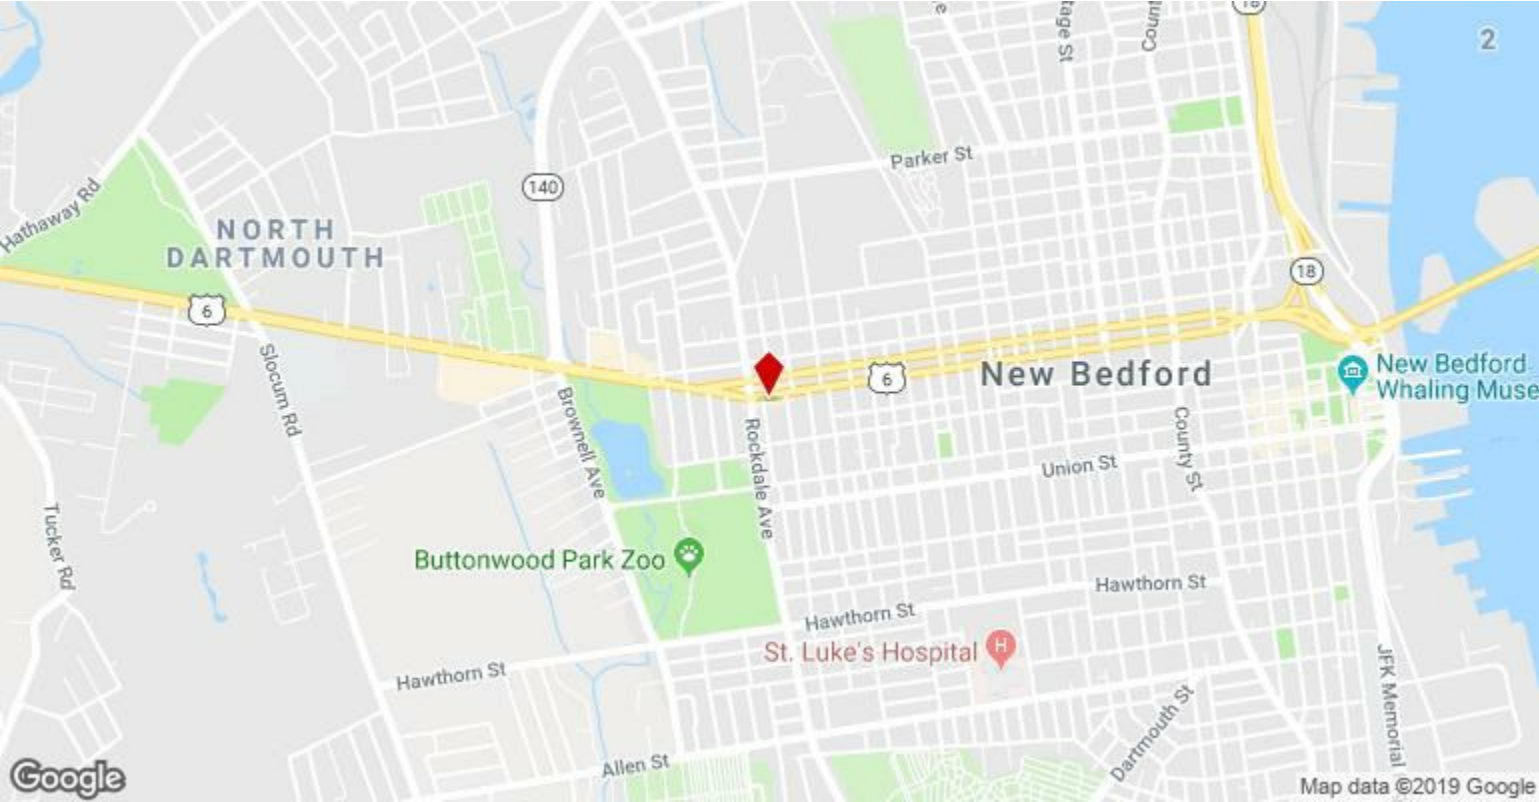 18
2
Parker St
140
Hathaway Rd
NORTH
DARTMOUTH
6
18
6
New Bedford
New Bedford
Whaling Muse
Slocum Rd
Brownell Ave
Rockdale Ave
County St
Union St
Tucker Rd
Buttonwood Park Zoo
Hawthorn St
Hawthorn St
H
St. Luke's Hospital
Hawthorn St
JFK Memorial
Dartmouth St
Allen St
Google
Map data ©2019 Google